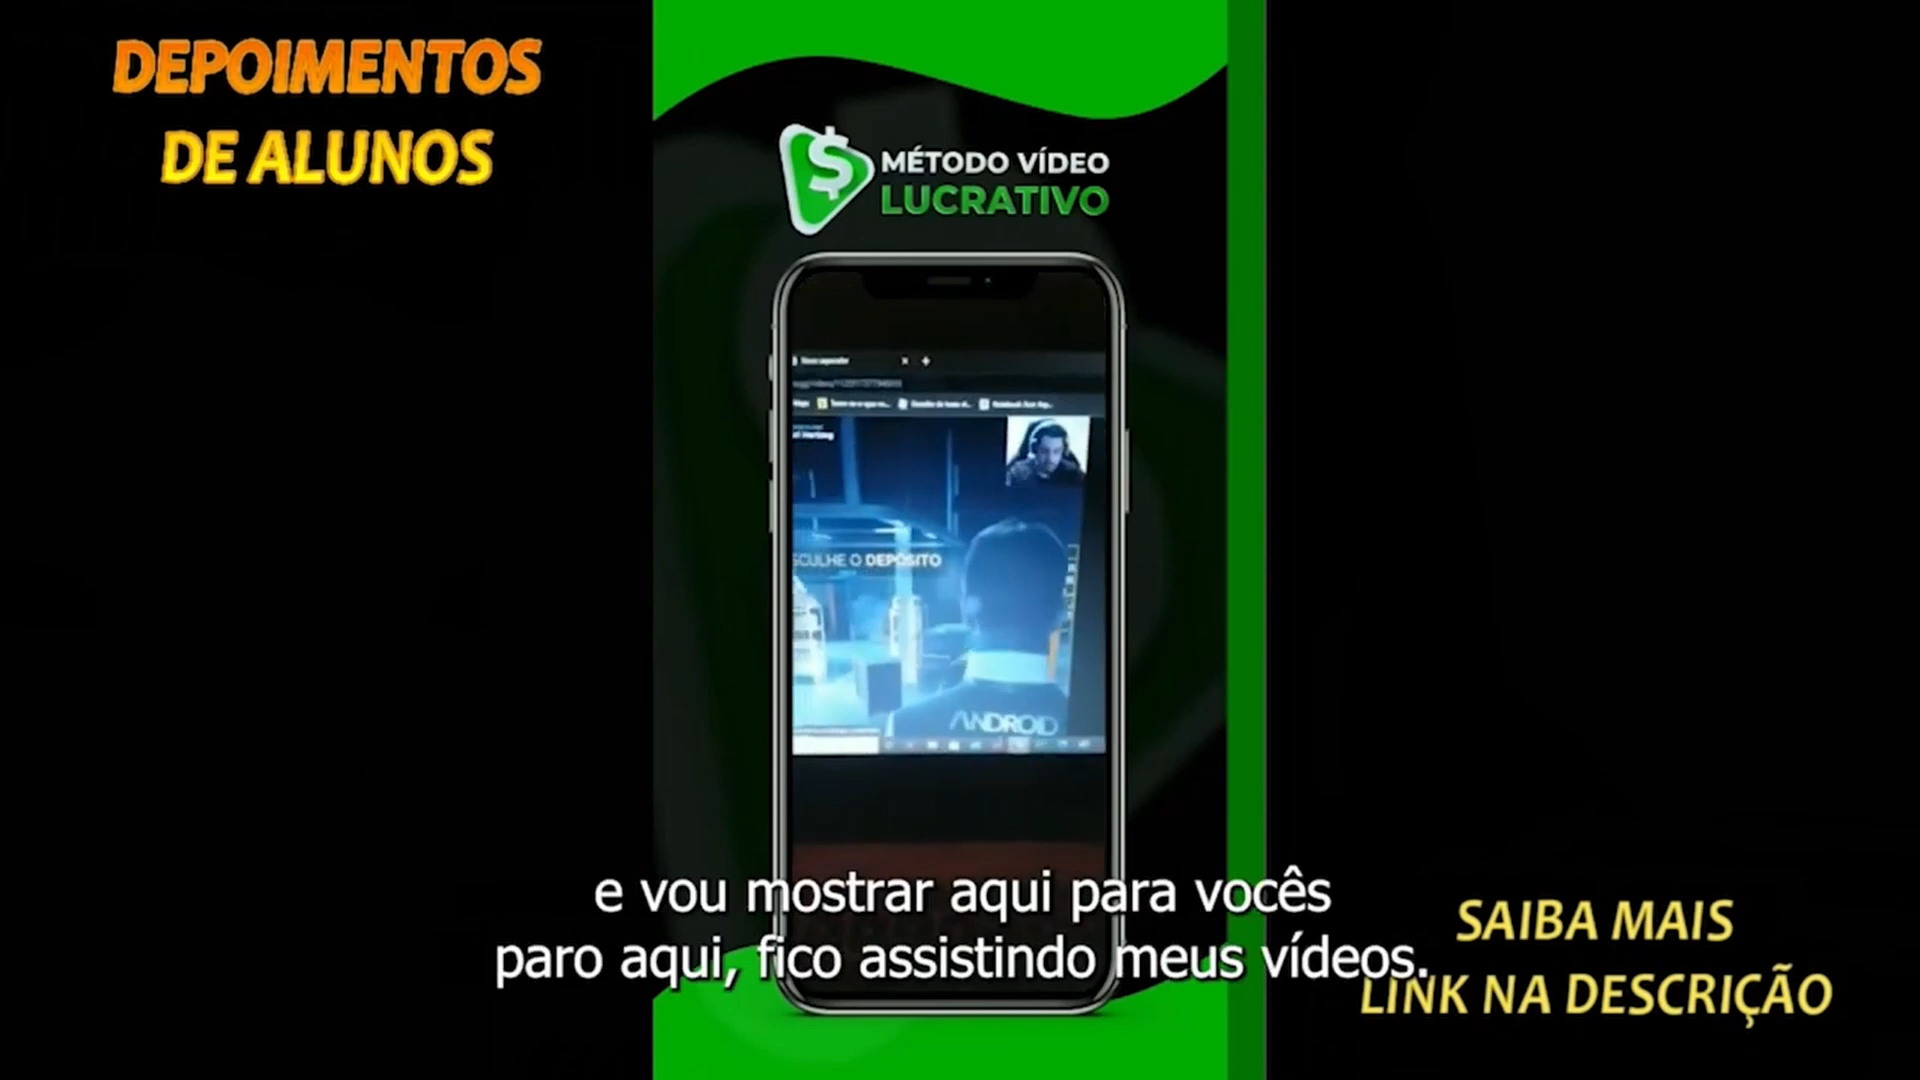 DEPOIMENTOS
DE ALUNOS
MÉTODO VÍDEO
LUCRATIVO
SCULHE O DEPÓSITO
ANDROID
e vou mostrar aqui para vocês
paro aqui, fico assistindo meus vídeos.
SAIBA MAIS
LINK NA DESCRIÇÃO